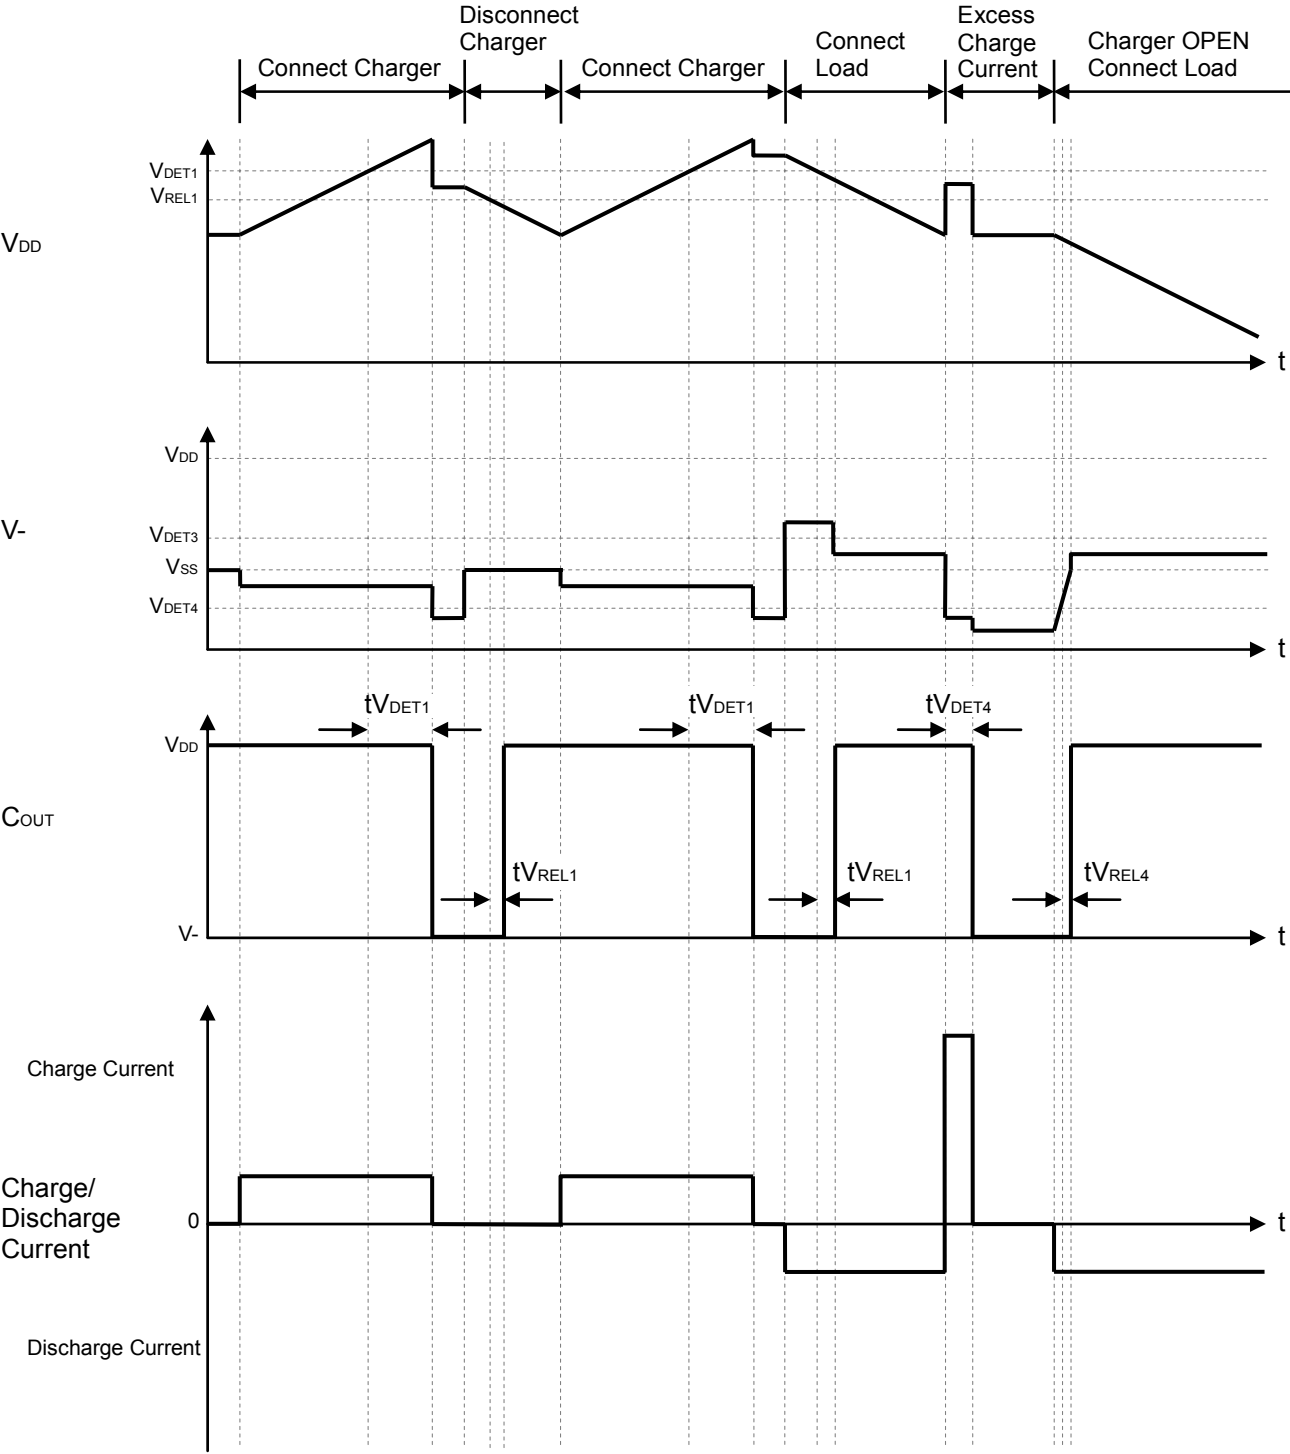 Disconnect
Charger
Excess
Charge
Current
Connect
Load
Charger OPEN
Connect Load
Connect Charger
Connect Charger
VDET1
VREL1
VDD
t
VDD
V-
VDET3
VSS
VDET4
t
tVDET1
tVDET1
tVDET4
VDD
COUT
tVREL1
tVREL1
tVREL4
V-
t
Charge Current
Charge/
Discharge
Current
0
t
Discharge Current